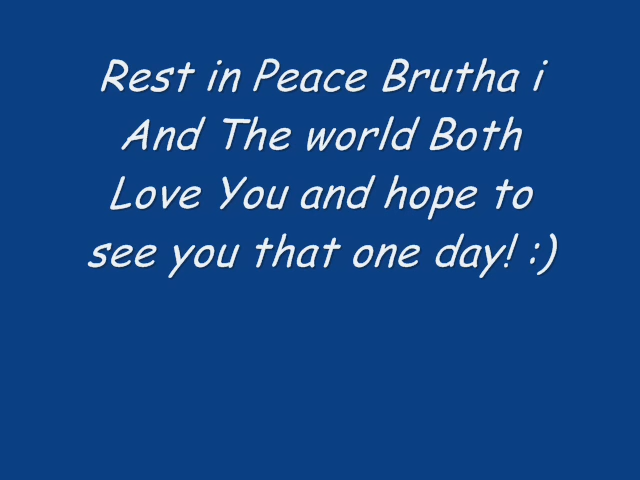 Rest in Peace Brutha i
And The world Both
Love You and hope to
see you that one day! :)